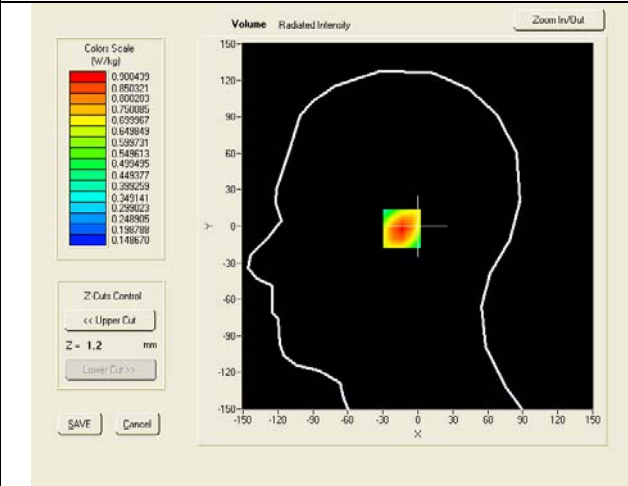 Volume Radiated Intensity
Zoom In/Out
Colors Scale
(W/kg)
0.900439
0.850321
0.800203
0.750085
0.699967
0.649849
0.599731
0.549613
0.499495
0.449377
0.399259
0.349141
0.299023
0.248905
0.198788
0.148670
Z-Cuts Control
<< Upper Cut
Z = 1.2 mm
Lower Cut >>
SAVE Cancel
150
120
90
60
30
0
-30
-60
-90
-120
-150
Y
-150 -120 -90 -60 -30 0 30 60 90 120 150
X